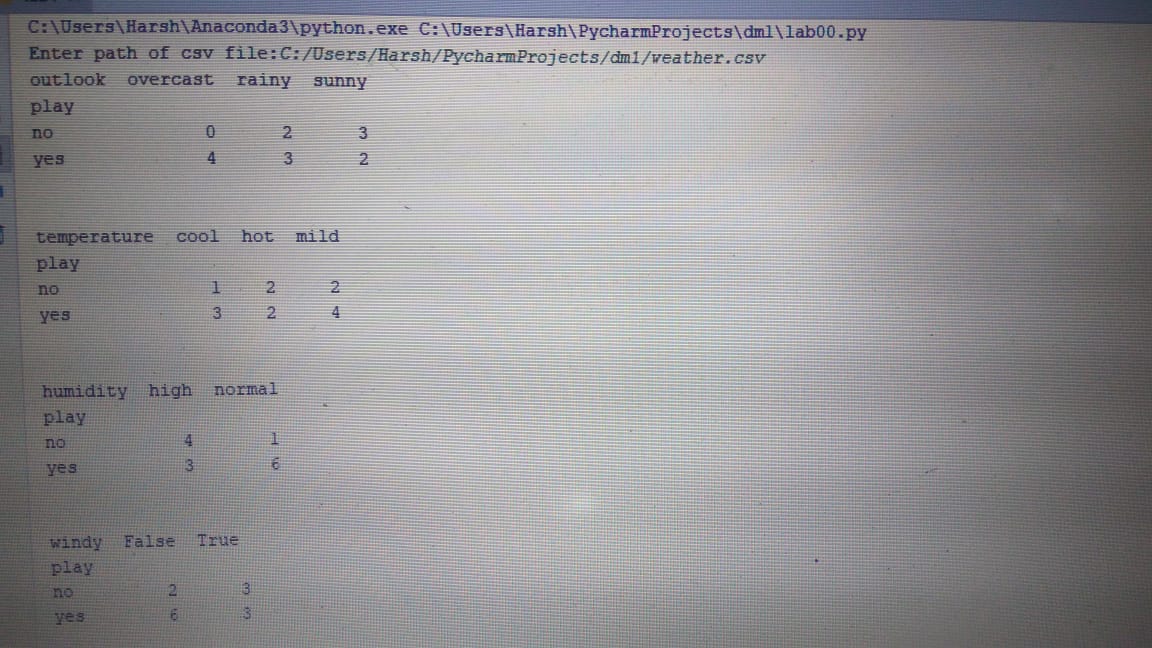 C:\Users\Harsh\Anaconda3\python.exe C:\Users\Harsh\PycharmProjects\dm1\lab00.py
Enter path of csv file:C:/Users/Harsh/PycharmProjects/dm1/weather.csv
outlook overcast rainy sunny
play
no 0 2 3
yes 4 3 2
temperature cool hot mild
play
no 1 2 2
yes 3 2 4
humidity high normal
play
no 4 1
yes 3 6
windy False True
play
no 2 3
yes 6 3